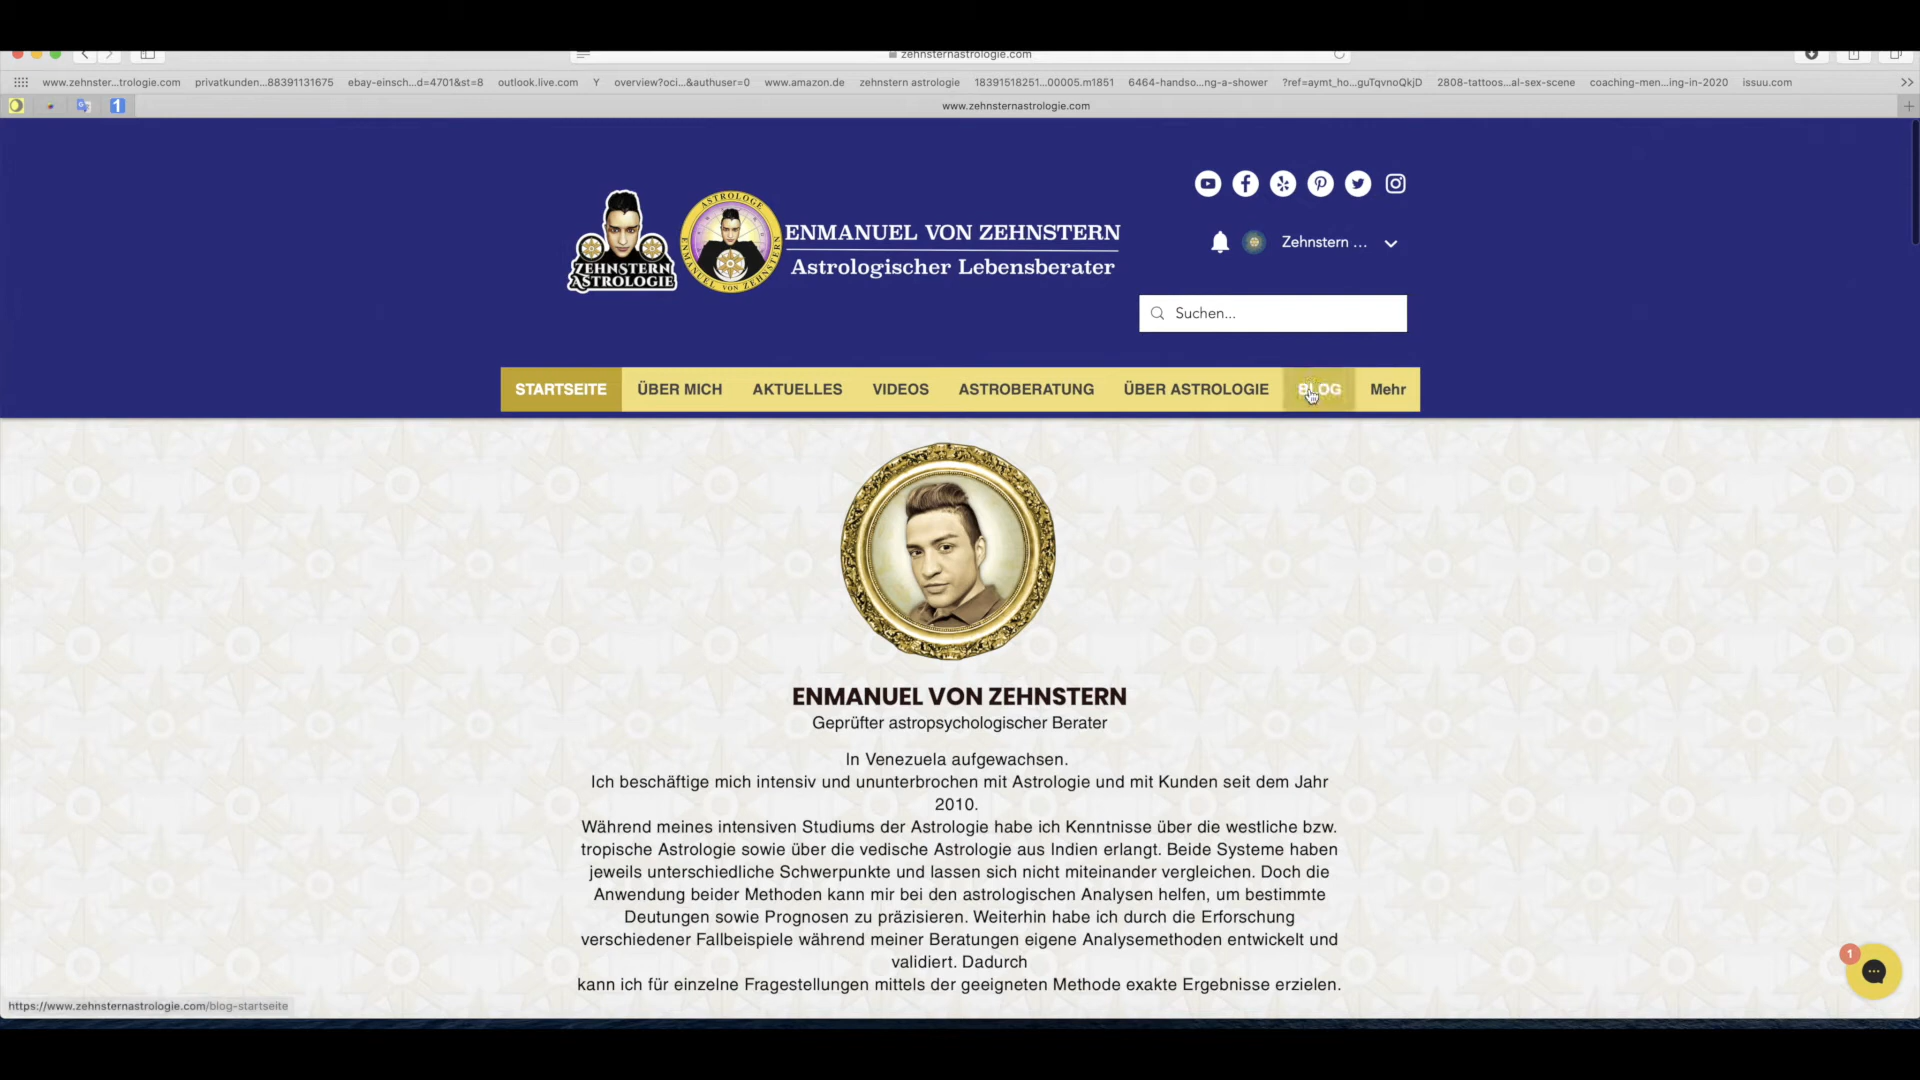 zehnsternastrologie.com
www.zehnster...trologie.com privatkunden...88391131675 ebay-einsch...d=4701&st=8 outlook.live.com Y overview?oci...&authuser=0 www.amazon.de zehnstern astrologie 18391518251...00005.m1851 6464-handso...ng-a-shower ?ref=aymt_ho...guTqvnoQkjD 2808-tattoos...al-sex-scene coaching-men...ing-in-2020 issuu.com
1
www.zehnsternastrologie.com
ZEHNSTERN
ASTROLOGIE
ASTROLOGE
ENMANUEL VON ZEHNSTERN
ENMANUEL VON ZEHNSTERN
Astrologischer Lebensberater
Zehnstern ...
Suchen...
STARTSEITE ÜBER MICH AKTUELLES VIDEOS ASTROBERATUNG ÜBER ASTROLOGIE BLOG Mehr
ENMANUEL VON ZEHNSTERN
Geprüfter astropsychologischer Berater
In Venezuela aufgewachsen.
Ich beschäftige mich intensiv und ununterbrochen mit Astrologie und mit Kunden seit dem Jahr
2010.
Während meines intensiven Studiums der Astrologie habe ich Kenntnisse über die westliche bzw.
tropische Astrologie sowie über die vedische Astrologie aus Indien erlangt. Beide Systeme haben
jeweils unterschiedliche Schwerpunkte und lassen sich nicht miteinander vergleichen. Doch die
Anwendung beider Methoden kann mir bei den astrologischen Analysen helfen, um bestimmte
Deutungen sowie Prognosen zu präzisieren. Weiterhin habe ich durch die Erforschung
verschiedener Fallbeispiele während meiner Beratungen eigene Analysemethoden entwickelt und
validiert. Dadurch
kann ich für einzelne Fragestellungen mittels der geeigneten Methode exakte Ergebnisse erzielen.
1
https://www.zehnsternastrologie.com/blog-startseite